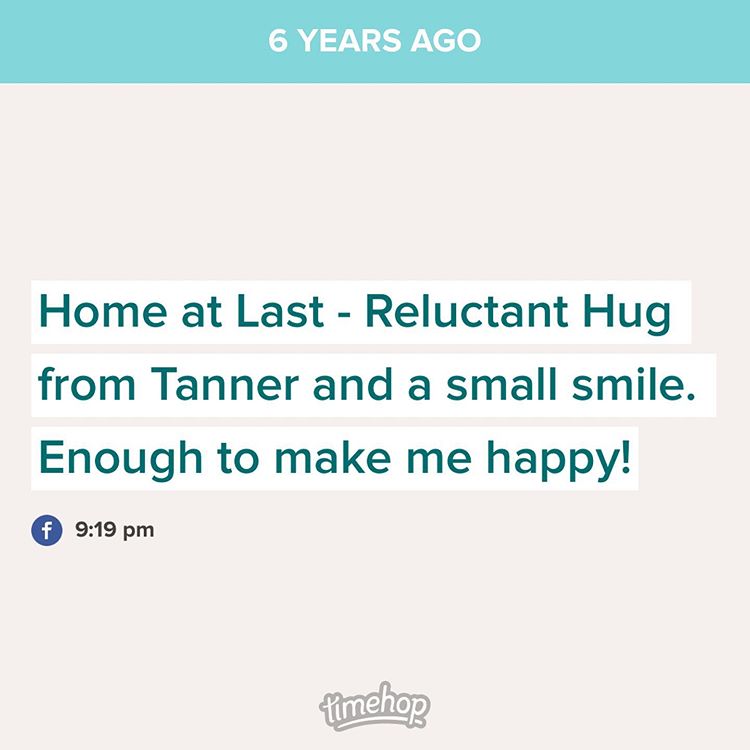 6 YEARS AGO
Home at Last - Reluctant Hug
from Tanner and a small smile.
Enough to make me happy!
f 9:19 pm
timehop